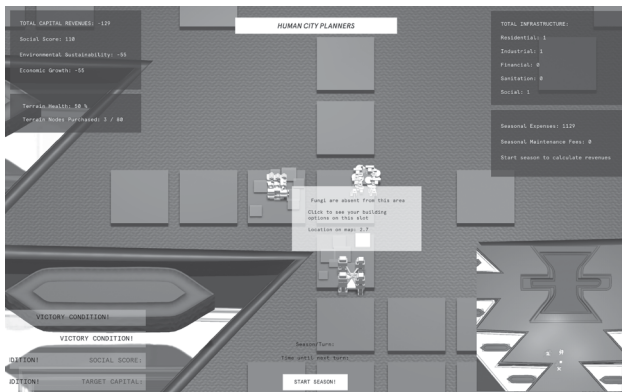 HUMAN CITY PLANNERS
TOTAL CAPITAL REVENUES: -129
Social Score: 110
Environmental Sustainability: -55
Economic Growth: -55
Terrain Health: 50 %
Terrain Nodes Purchased: 3 / 60
TOTAL INFRASTRUCTURE:
Residential: 1
Industrial: 1
Financial: 0
Sanitation: 0
Social: 1
Seasonal Expenses: 1129
Seasonal Maintenance Fees: 0
Start season to calculate revenues
Fungi are absent from this area
Click to see your building
options on this slot
Location on map: 3.7
VICTORY CONDITION!
VICTORY CONDITION!
DITION!
SOCIAL SCORE:
DITION!
TARGET CAPITAL:
Season/Turn:
Time until next turn:
START SEASON!